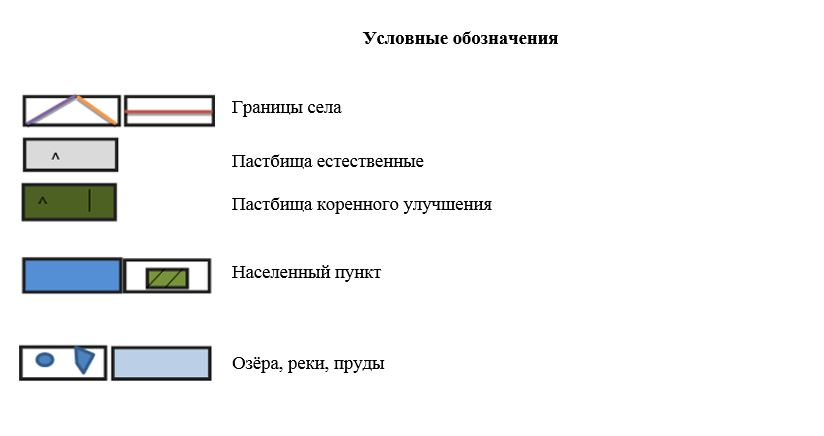 Условные обозначения
Границы села
Пастбища естественные
Пастбища коренного улучшения
Населенный пункт
Озёра, реки, пруды